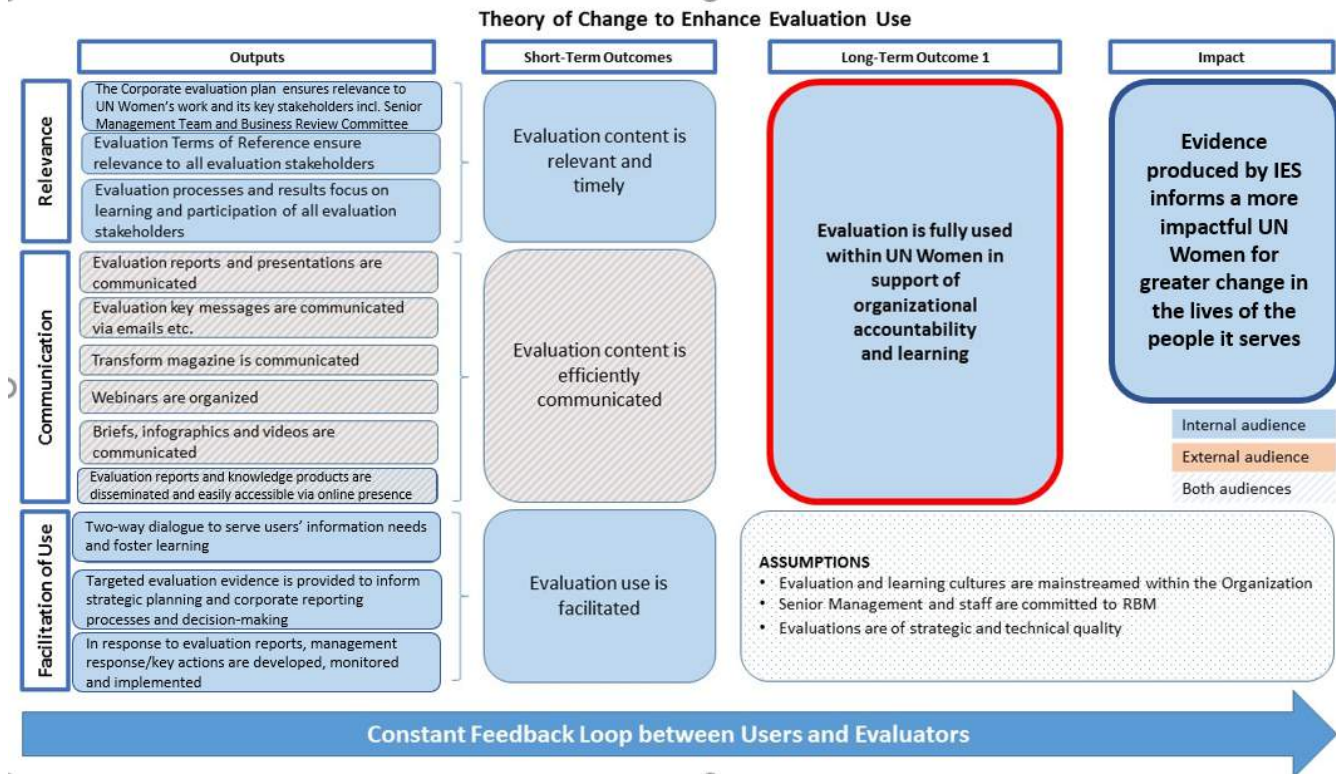 Theory of Change to Enhance Evaluation Use
Outputs
Short-Term Outcomes
Long-Term Outcome 1
Impact
Relevance
The Corporate evaluation plan ensures relevance to
UN Women's work and its key stakeholders incl. Senior
Management Team and Business Review Committee
Evaluation Terms of Reference ensure
relevance to all evaluation stakeholders
Evaluation processes and results focus on
learning and participation of all evaluation
stakeholders
Evaluation content is
relevant and
timely
Communication
Evaluation reports and presentations are
communicated
Evaluation key messages are communicated
via emails etc.
Transform magazine is communicated
Webinars are organized
Briefs, infographics and videos are
communicated
Evaluation reports and knowledge products are
disseminated and easily accessible via online presence
Evaluation content is
efficiently
communicated
Facilitation of Use
Two-way dialogue to serve users' information needs
and foster learning
Targeted evaluation evidence is provided to inform
strategic planning and corporate reporting
processes and decision-making
In response to evaluation reports, management
response/key actions are developed, monitored
and implemented
Evaluation use is
facilitated
Evaluation is fully used
within UN Women in
support of
organizational
accountability
and learning
Evidence
produced by IES
informs a more
impactful UN
Women for
greater change in
the lives of the
people it serves
Internal audience
External audience
Both audiences
ASSUMPTIONS
• Evaluation and learning cultures are mainstreamed within the Organization
• Senior Management and staff are committed to RBM
• Evaluations are of strategic and technical quality
Constant Feedback Loop between Users and Evaluators